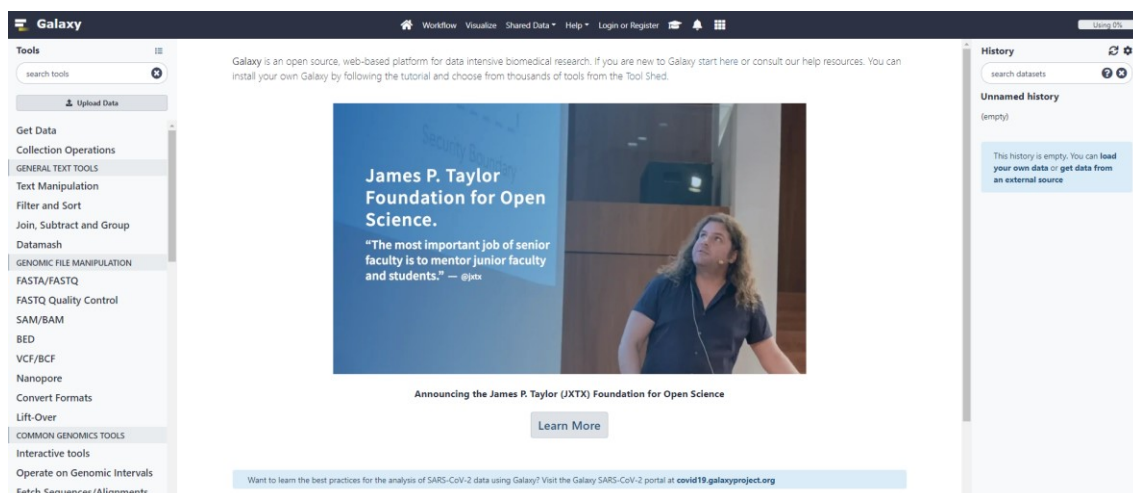 Galaxy
Workflow Visualize Shared Data Help Login or Register
Using 0%
Tools
search tools
Upload Data
Get Data
Collection Operations
GENERAL TEXT TOOLS
Text Manipulation
Filter and Sort
Join, Subtract and Group
Datamash
GENOMIC FILE MANIPULATION
FASTA/FASTQ
FASTQ Quality Control
SAM/BAM
BED
VCF/BCF
Nanopore
Convert Formats
Lift-Over
COMMON GENOMICS TOOLS
Interactive tools
Operate on Genomic Intervals
Fetch Sequences/Alignments
Galaxy is an open source, web-based platform for data intensive biomedical research. If you are new to Galaxy start here or consult our help resources. You can
install your own Galaxy by following the tutorial and choose from thousands of tools from the Tool Shed.
Security Boundary
James P. Taylor
Foundation for Open
Science.
“The most important job of senior
faculty is to mentor junior faculty
and students.” — @jxtx
Announcing the James P. Taylor (JXTX) Foundation for Open Science
Learn More
Want to learn the best practices for the analysis of SARS-CoV-2 data using Galaxy? Visit the Galaxy SARS-CoV-2 portal at covid19.galaxyproject.org
History
search datasets
Unnamed history
(empty)
This history is empty. You can load
your own data or get data from
an external source